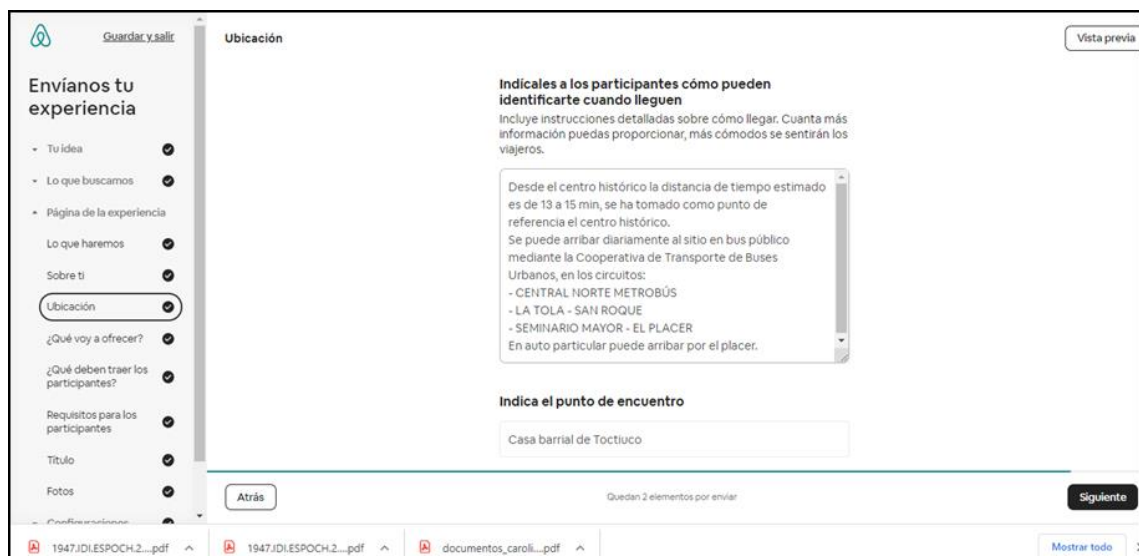 Guardar y salir
Ubicación
Vista previa
Envíanos tu
experiencia
Tu idea
Lo que buscamos
Página de la experiencia
Lo que haremos
Sobre ti
Ubicación
¿Qué voy a ofrecer?
¿Qué deben traer los
participantes?
Requisitos para los
participantes
Título
Fotos
Configuraciones
Indícales a los participantes cómo pueden
identificarte cuando lleguen
Incluye instrucciones detalladas sobre cómo llegar. Cuanta más
información puedas proporcionar, más cómodos se sentirán los
viajeros.
Desde el centro histórico la distancia de tiempo estimado
es de 13 a 15 min, se ha tomado como punto de
referencia el centro histórico.
Se puede arribar diariamente al sitio en bus público
mediante la Cooperativa de Transporte de Buses
Urbanos, en los circuitos:
- CENTRAL NORTE METROBÚS
- LA TOLA - SAN ROQUE
- SEMINARIO MAYOR - EL PLACER
En auto particular puede arribar por el placer.
Indica el punto de encuentro
Casa barrial de Toctiuco
Atrás
Quedan 2 elementos por enviar
Siguiente
1947.IDI.ESPOCH.2....pdf
1947.IDI.ESPOCH.2....pdf
documentos_caroli....pdf
Mostrar todo